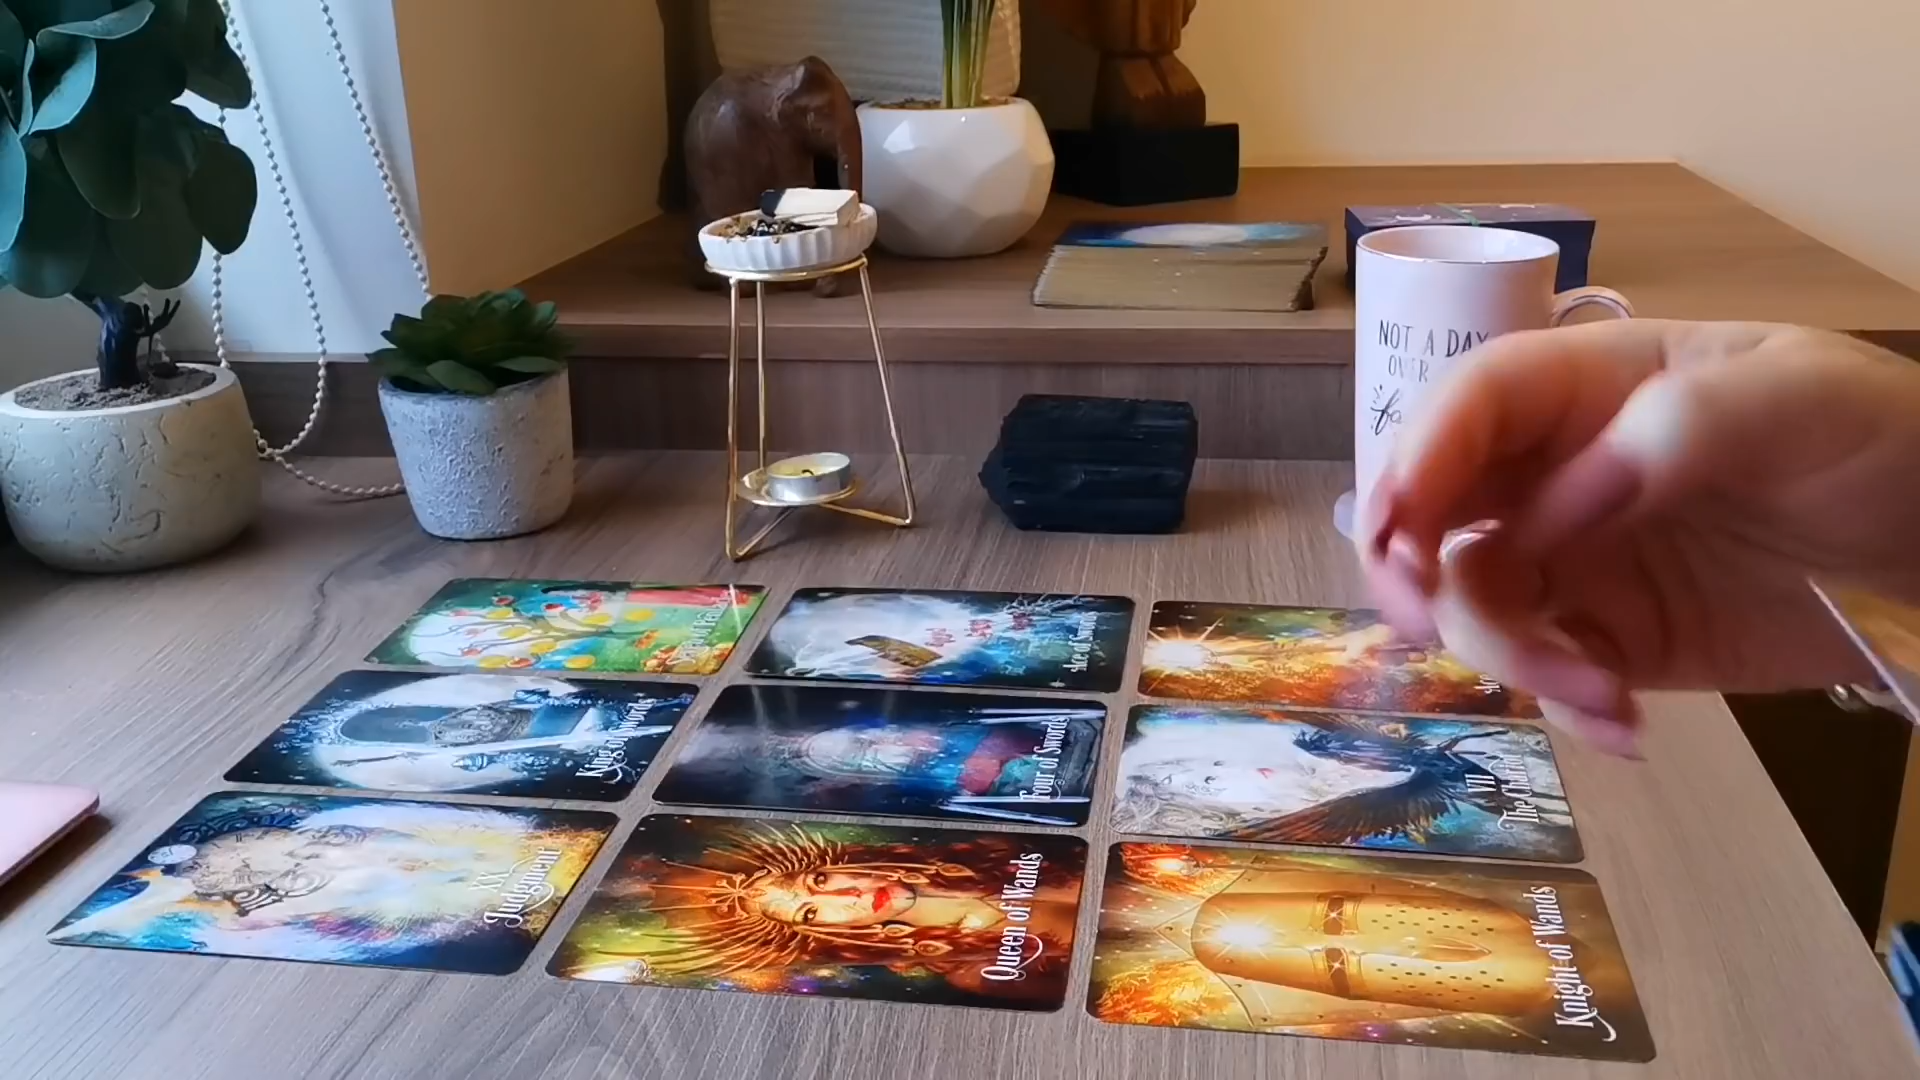 NOT A DAY
OVER
Ace of Swords
King of Swords
Four of Swords
VII
The Chariot
XX
Judgment
Queen of Wands
Knight of Wands